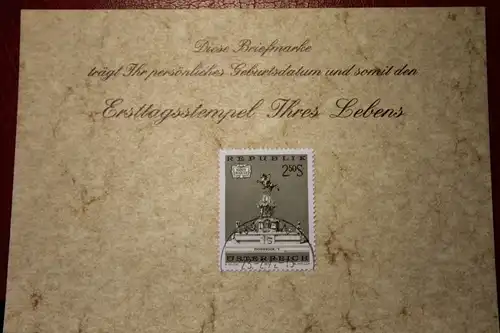 Diese Briefmarke
trägt Ihr persönliches Geburtsdatum und somit den
Ersttagsstempel Ihres Lebens
REPUBLIK
2.50 S
ÖSTERREICH